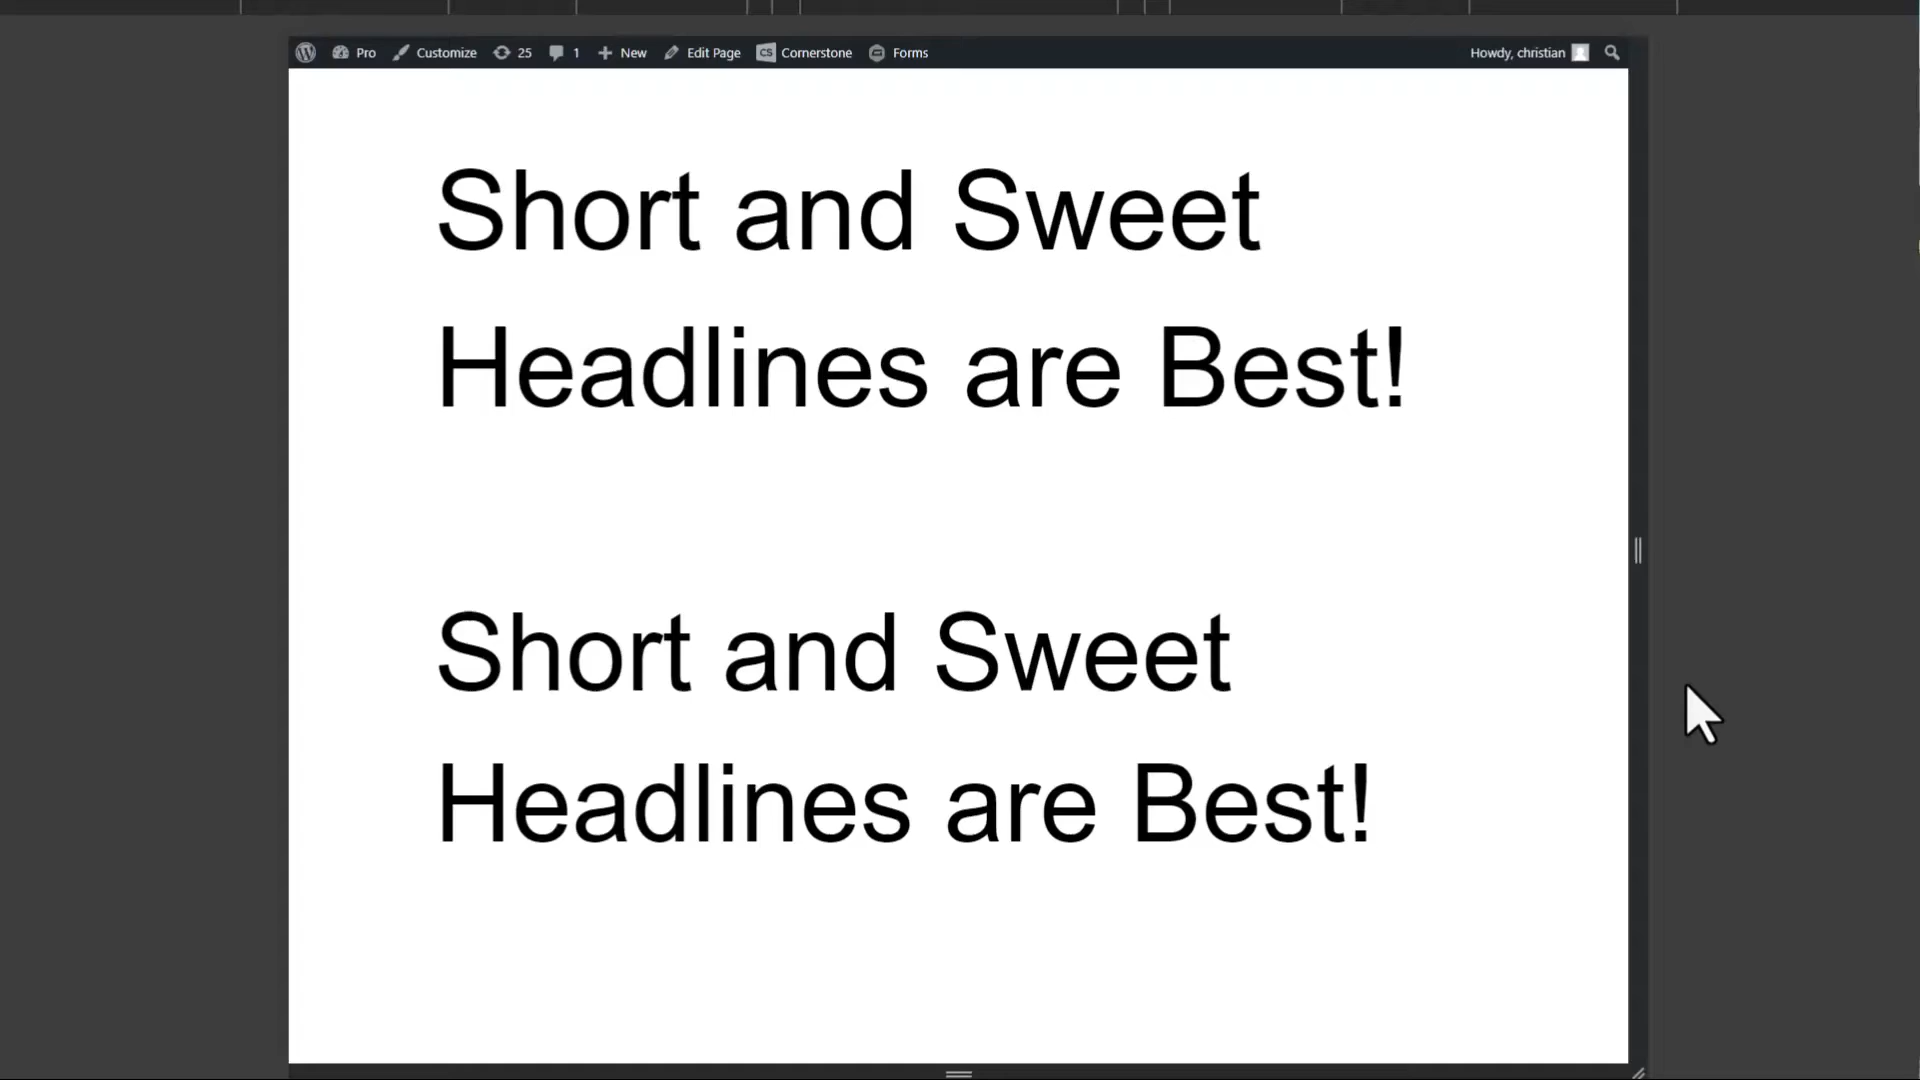 Pro Customize 25 1 New Edit Page CS Cornerstone Forms Howdy, christian
Short and Sweet
Headlines are Best!
Short and Sweet
Headlines are Best!